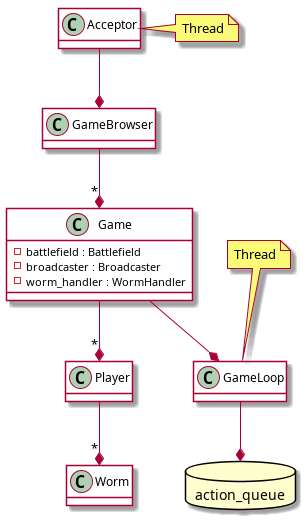 C Acceptor
Thread
C GameBrowser
*
C Game
battlefield : Battlefield
broadcaster : Broadcaster
worm_handler : WormHandler
Thread
*
C Player
C GameLoop
*
C Worm
action_queue